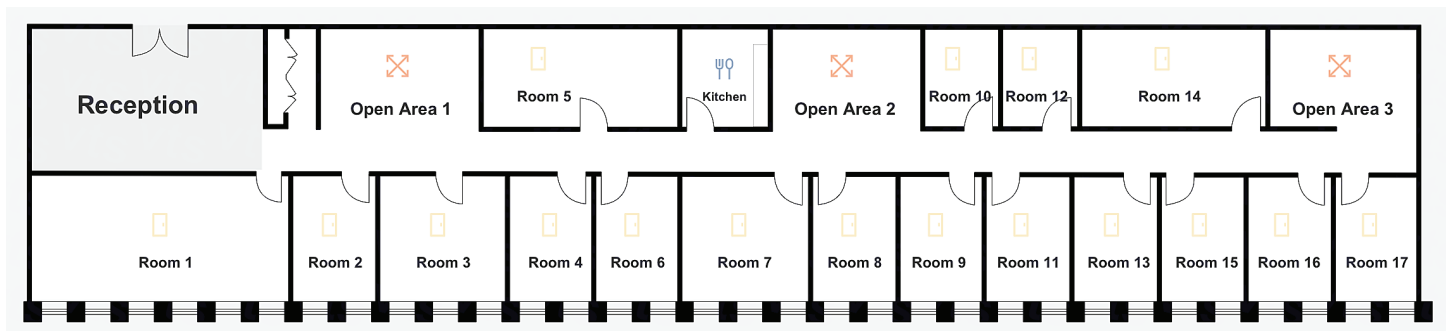 Reception
Open Area 1
Room 5
Kitchen
Open Area 2
Room 10
Room 12
Room 14
Open Area 3
Room 1
Room 2
Room 3
Room 4
Room 6
Room 7
Room 8
Room 9
Room 11
Room 13
Room 15
Room 16
Room 17